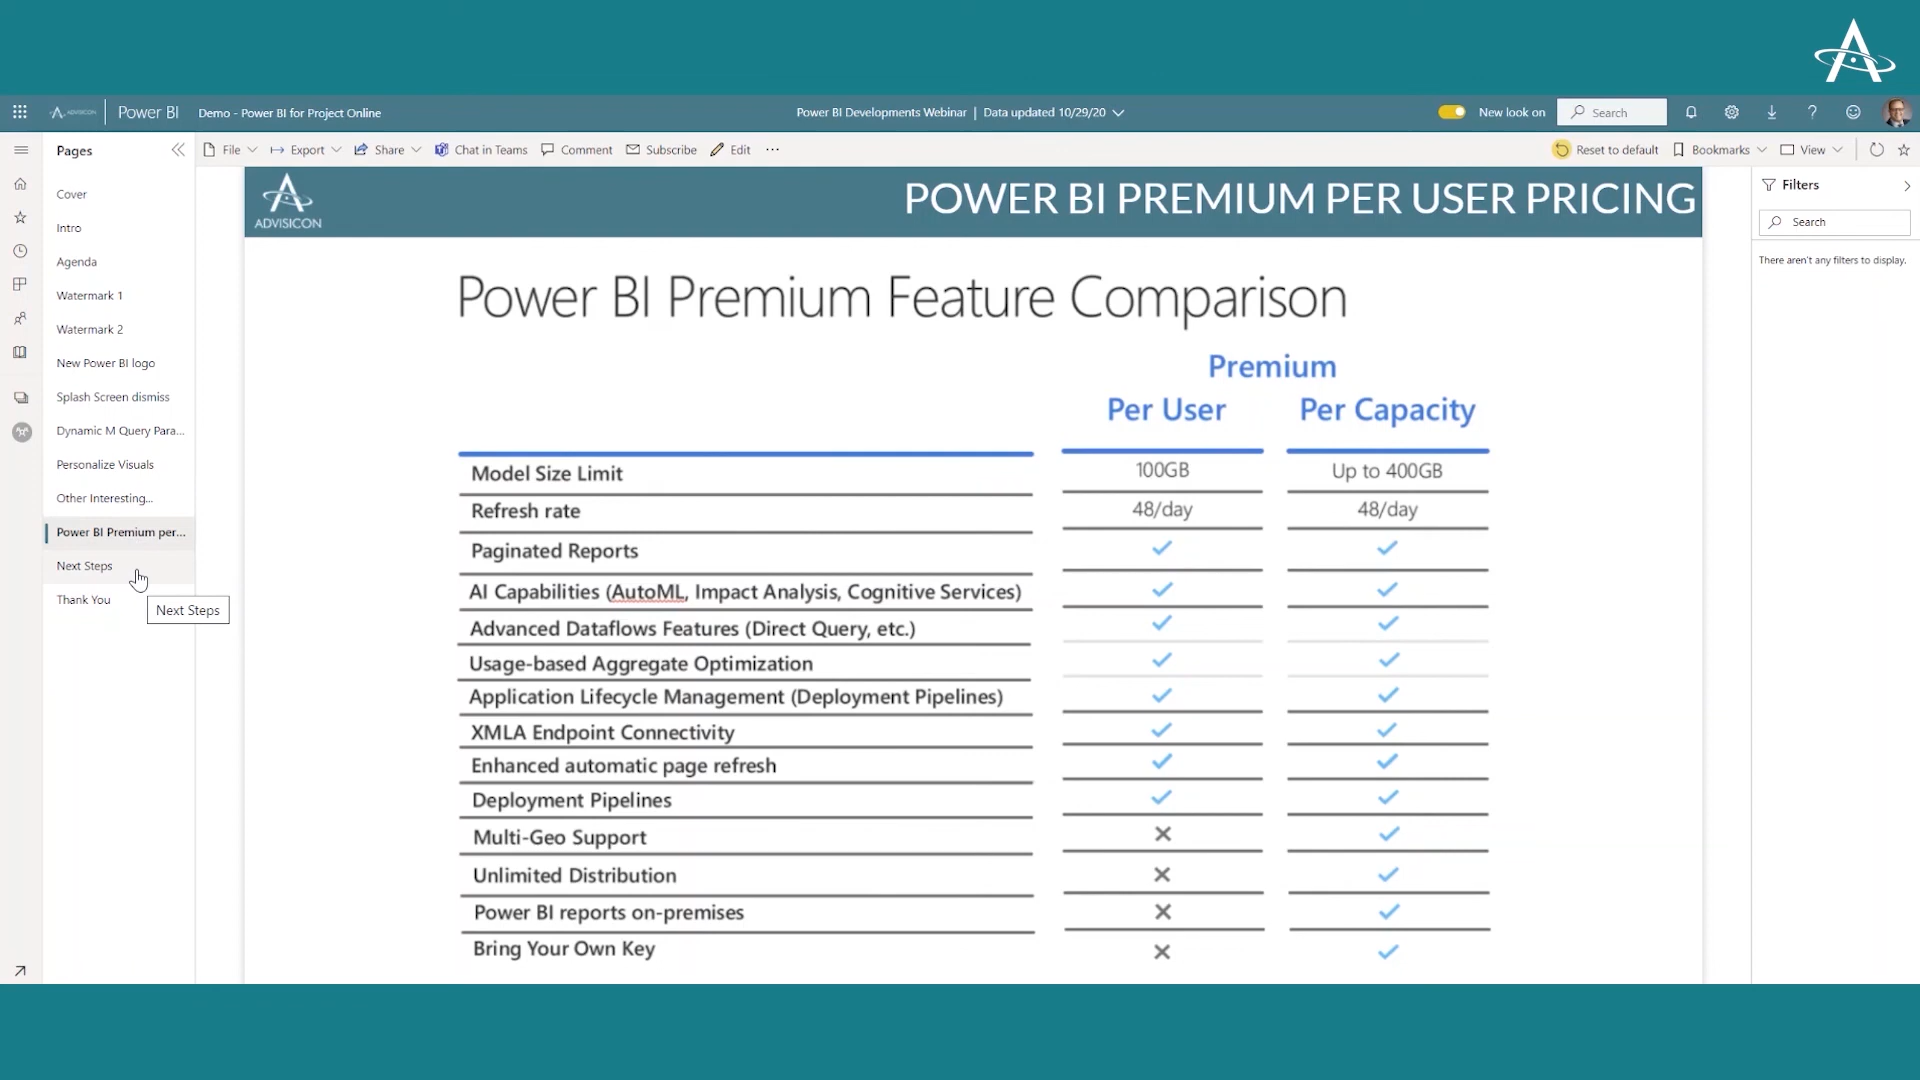 ADVISICON
Power BI
Demo - Power BI for Project Online
Power BI Developments Webinar | Data updated 10/29/20
New look on
Search
?
Pages
File
Export
Share
Chat in Teams
Comment
Subscribe
Edit
...
Reset to default
Bookmarks
View
Cover
Intro
Agenda
Watermark 1
Watermark 2
New Power BI logo
Splash Screen dismiss
Dynamic M Query Para...
Personalize Visuals
Other Interesting...
Power BI Premium per...
Next Steps
Thank You
Next Steps
ADVISICON
POWER BI PREMIUM PER USER PRICING
Power BI Premium Feature Comparison
Premium
Per User Per Capacity
Model Size Limit 100GB Up to 400GB
Refresh rate 48/day 48/day
Paginated Reports
AI Capabilities (AutoML, Impact Analysis, Cognitive Services)
Advanced Dataflows Features (Direct Query, etc.)
Usage-based Aggregate Optimization
Application Lifecycle Management (Deployment Pipelines)
XMLA Endpoint Connectivity
Enhanced automatic page refresh
Deployment Pipelines
Multi-Geo Support
Unlimited Distribution
Power BI reports on-premises
Bring Your Own Key
Filters
Search
There aren't any filters to display.